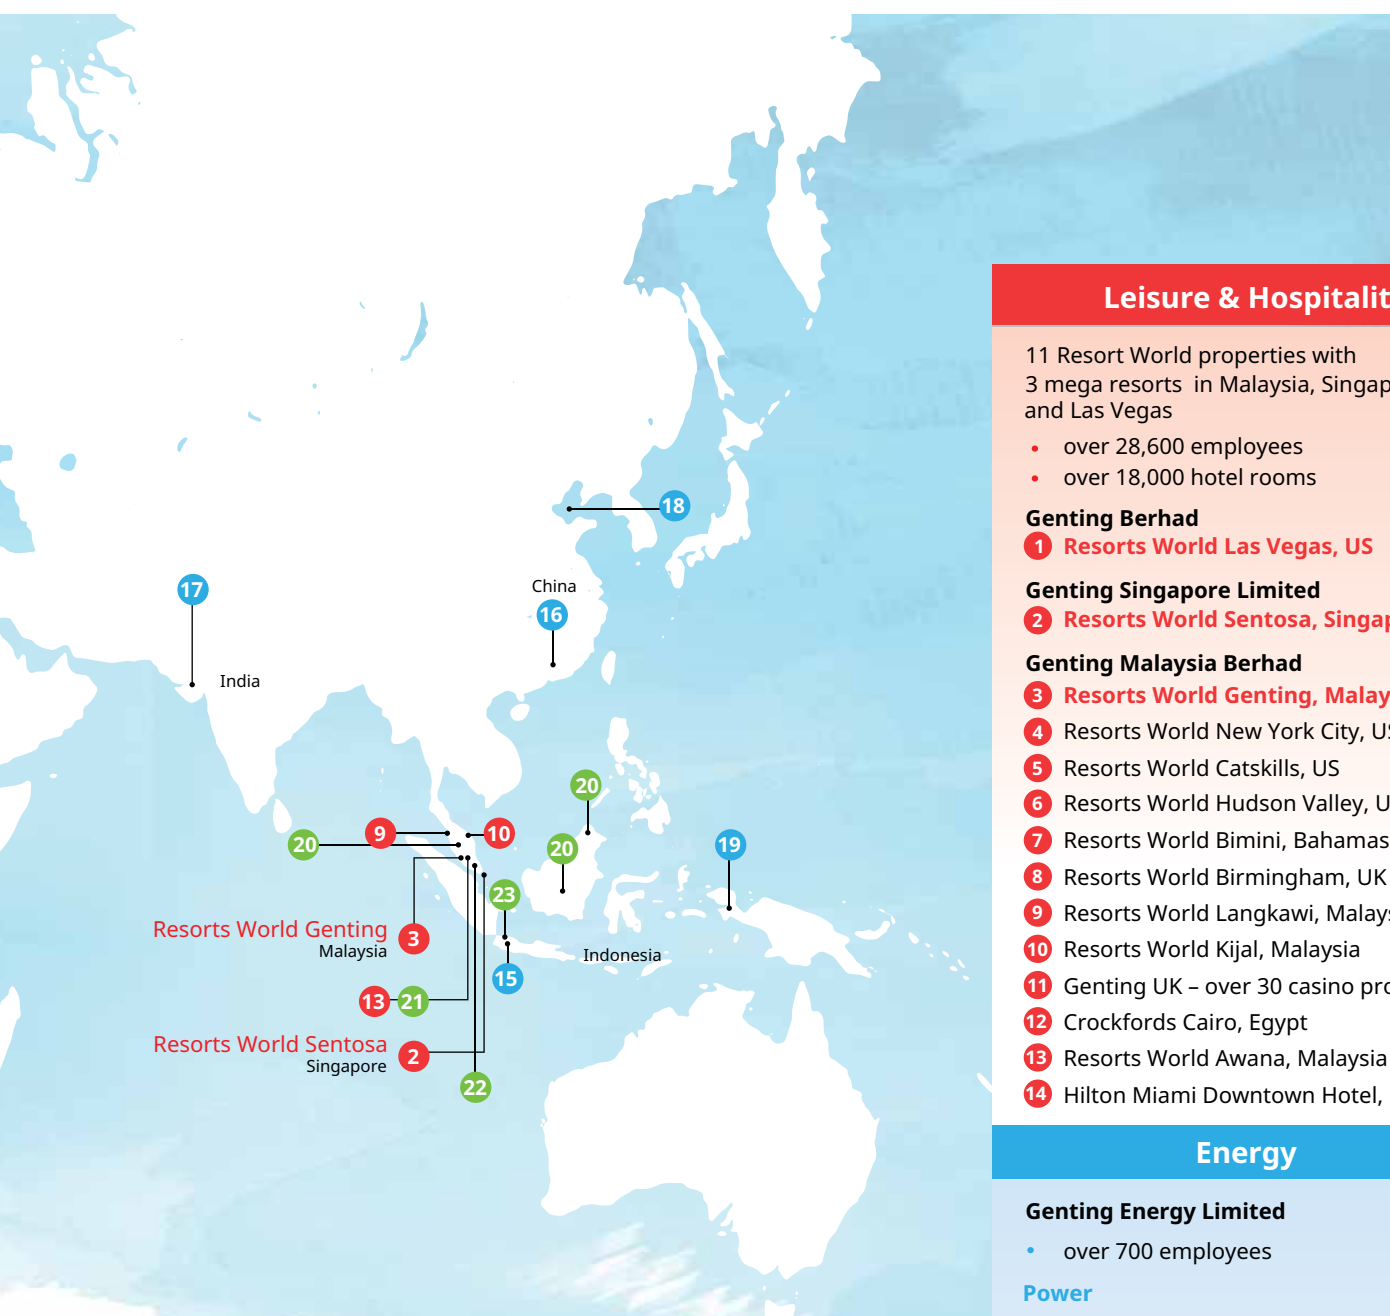 17
India
China
16
18
20
9
10
20
20
19
23
Resorts World Genting
Malaysia
3
Indonesia
15
13
21
Resorts World Sentosa
Singapore
2
22
Leisure & Hospitalit
11 Resort World properties with
3 mega resorts in Malaysia, Singap
and Las Vegas
• over 28,600 employees
• over 18,000 hotel rooms
Genting Berhad
1 Resorts World Las Vegas, US
Genting Singapore Limited
2 Resorts World Sentosa, Singap
Genting Malaysia Berhad
3 Resorts World Genting, Malay
4 Resorts World New York City, US
5 Resorts World Catskills, US
6 Resorts World Hudson Valley, U
7 Resorts World Bimini, Bahamas
8 Resorts World Birmingham, UK
9 Resorts World Langkawi, Malays
10 Resorts World Kijal, Malaysia
11 Genting UK – over 30 casino pro
12 Crockfords Cairo, Egypt
13 Resorts World Awana, Malaysia
14 Hilton Miami Downtown Hotel,
Energy
Genting Energy Limited
• over 700 employees
Power